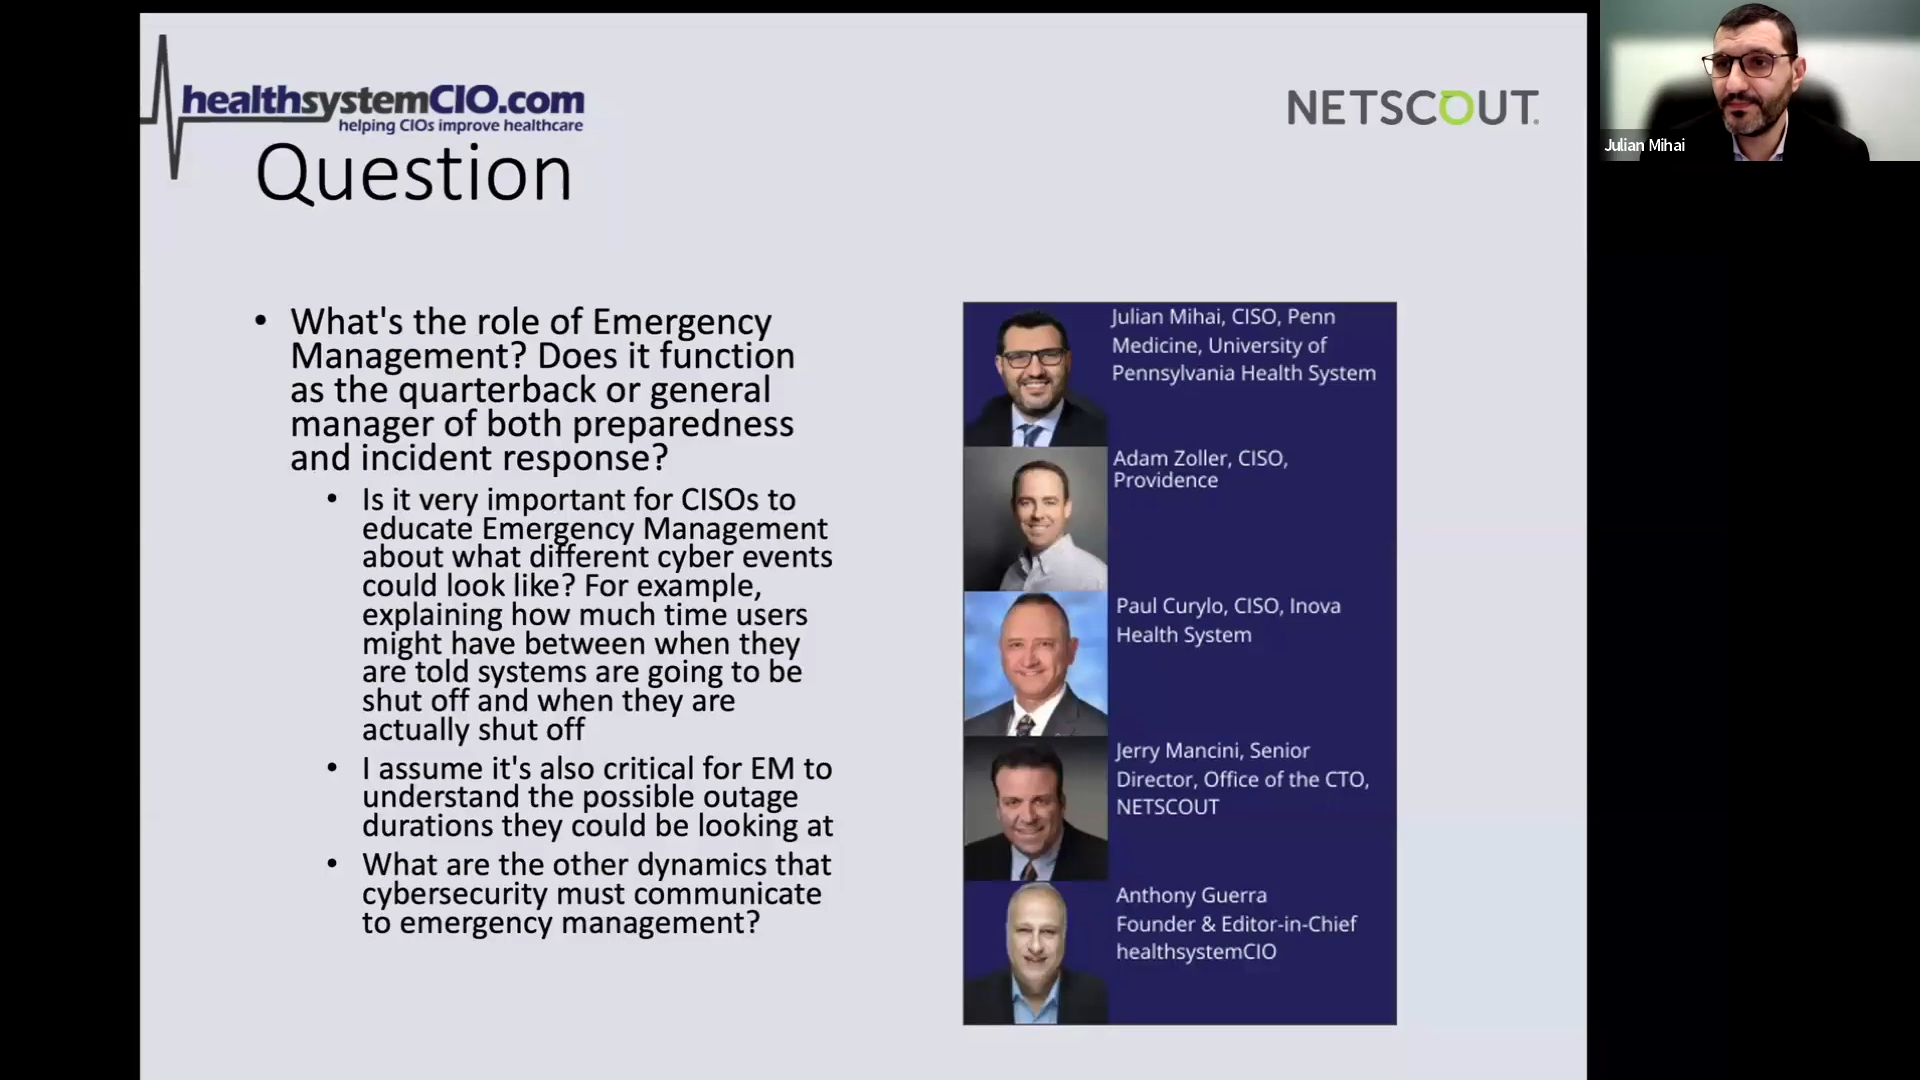 healthsystemCIO.com
helping CIOs improve healthcare
NETSCOUT.
Julian Mihai
Question
• What's the role of Emergency
Management? Does it function
as the quarterback or general
manager of both preparedness
and incident response?
• Is it very important for CISOs to
educate Emergency Management
about what different cyber events
could look like? For example,
explaining how much time users
might have between when they
are told systems are going to be
shut off and when they are
actually shut off
• I assume it's also critical for EM to
understand the possible outage
durations they could be looking at
• What are the other dynamics that
cybersecurity must communicate
to emergency management?
Julian Mihai, CISO, Penn
Medicine, University of
Pennsylvania Health System
Adam Zoller, CISO,
Providence
Paul Curylo, CISO, Inova
Health System
Jerry Mancini, Senior
Director, Office of the CTO,
NETSCOUT
Anthony Guerra
Founder & Editor-in-Chief
healthsystemCIO